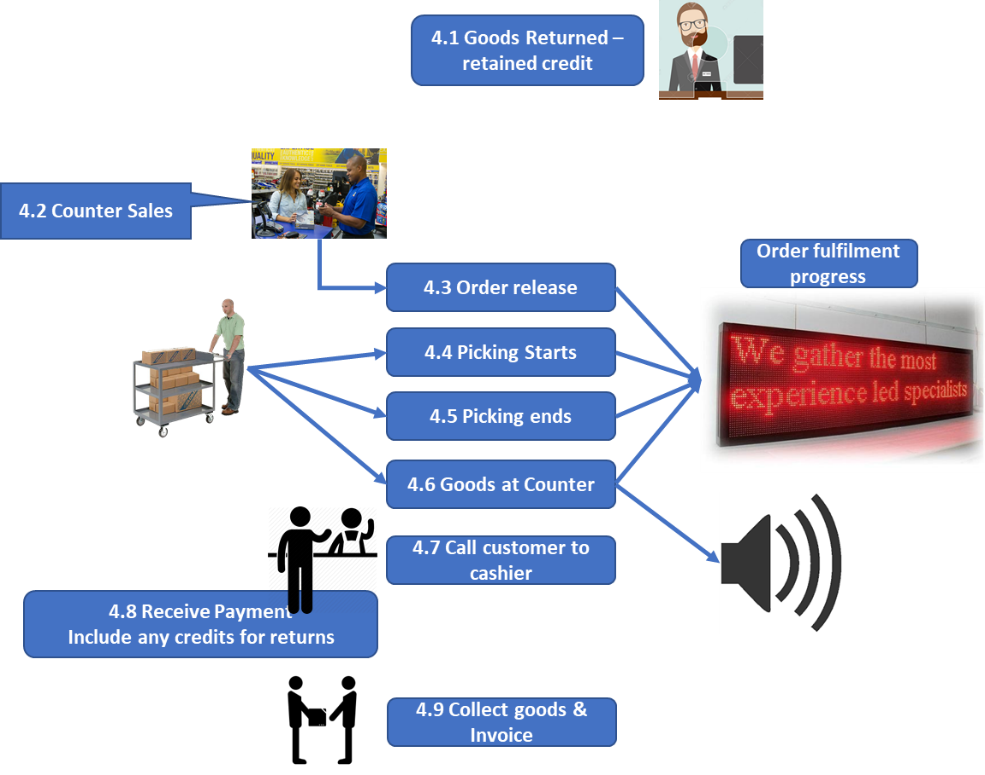 4.1 Goods Returned –
retained credit
QUALITY
4.2 Counter Sales
Order fulfilment
progress
4.3 Order release
4.4 Picking Starts
We gather the most
experience led specialists
4.5 Picking ends
4.6 Goods at Counter
4.7 Call customer to
cashier
4.8 Receive Payment
Include any credits for returns
4.9 Collect goods &
Invoice